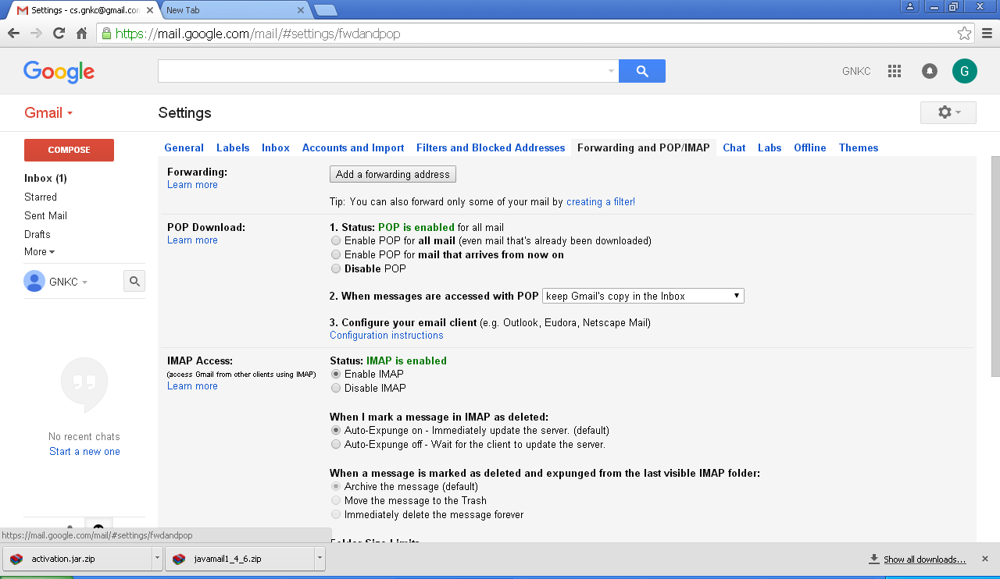 Settings - cs.gnkc@gmail.con
New Tab
https://mail.google.com/mail/#settings/fwdandpop
Google
GNKC
G
Gmail
Settings
COMPOSE
General Labels Inbox Accounts and Import Filters and Blocked Addresses Forwarding and POP/IMAP Chat Labs Offline Themes
Inbox (1)
Starred
Sent Mail
Drafts
More
GNKC
No recent chats
Start a new one
Forwarding:
Learn more
Add a forwarding address
Tip: You can also forward only some of your mail by creating a filter!
POP Download:
Learn more
1. Status: POP is enabled for all mail
Enable POP for all mail (even mail that's already been downloaded)
Enable POP for mail that arrives from now on
Disable POP
2. When messages are accessed with POP keep Gmail's copy in the Inbox
3. Configure your email client (e.g. Outlook, Eudora, Netscape Mail)
Configuration instructions
IMAP Access:
(access Gmail from other clients using IMAP)
Learn more
Status: IMAP is enabled
Enable IMAP
Disable IMAP
When I mark a message in IMAP as deleted:
Auto-Expunge on - Immediately update the server. (default)
Auto-Expunge off - Wait for the client to update the server.
When a message is marked as deleted and expunged from the last visible IMAP folder:
Archive the message (default)
Move the message to the Trash
Immediately delete the message forever
Folder Size Limits
https://mail.google.com/mail/#settings/fwdandpop
activation.jar.zip
javamail1_4_6.zip
Show all downloads...